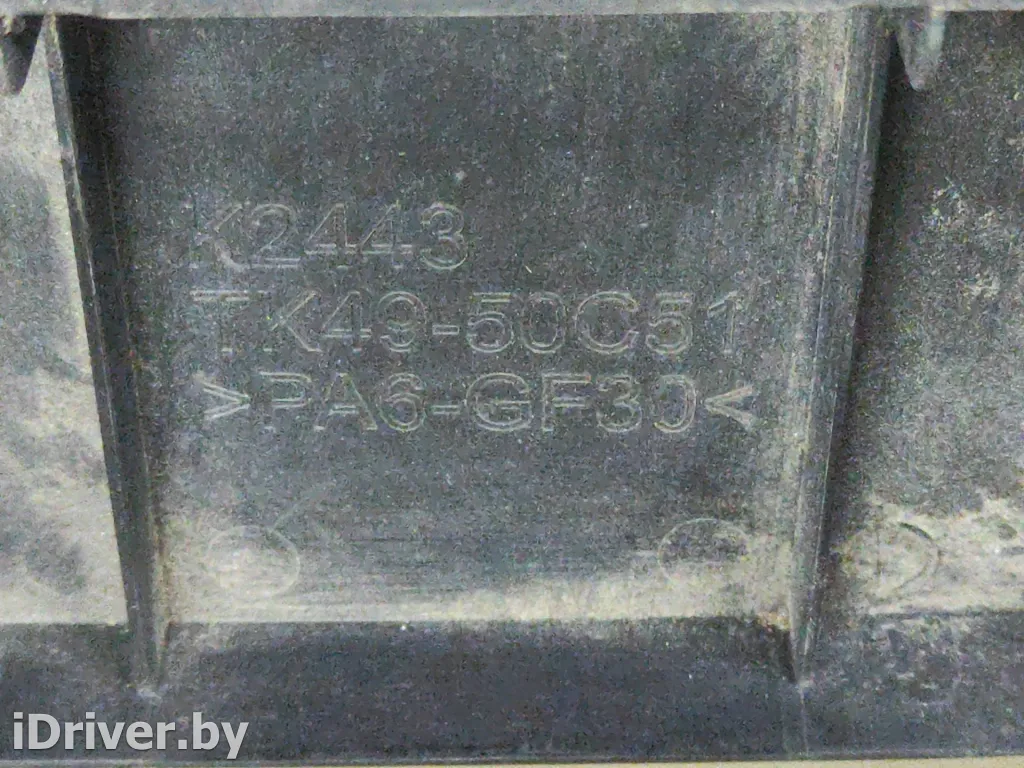 K2443
TK49-50C51
>PA6-GF30<
iDriver.by